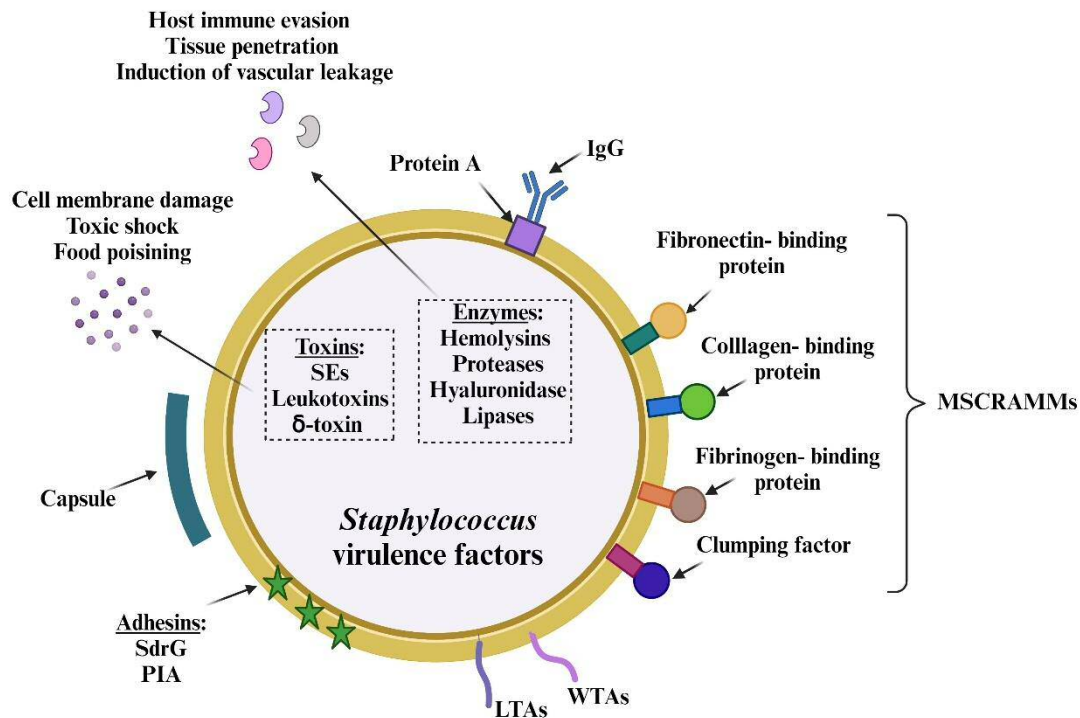 Host immune evasion
Tissue penetration
Induction of vascular leakage
Cell membrane damage
Toxic shock
Food poisining
Protein A
IgG
Fibronectin- binding
protein
Colllagen- binding
protein
Fibrinogen- binding
protein
Clumping factor
MSCRAMMs
Toxins:
SEs
Leukotoxins
δ-toxin
Enzymes:
Hemolysins
Proteases
Hyaluronidase
Lipases
Capsule
Staphylococcus
virulence factors
Adhesins:
SdrG
PIA
LTAs
WTAs